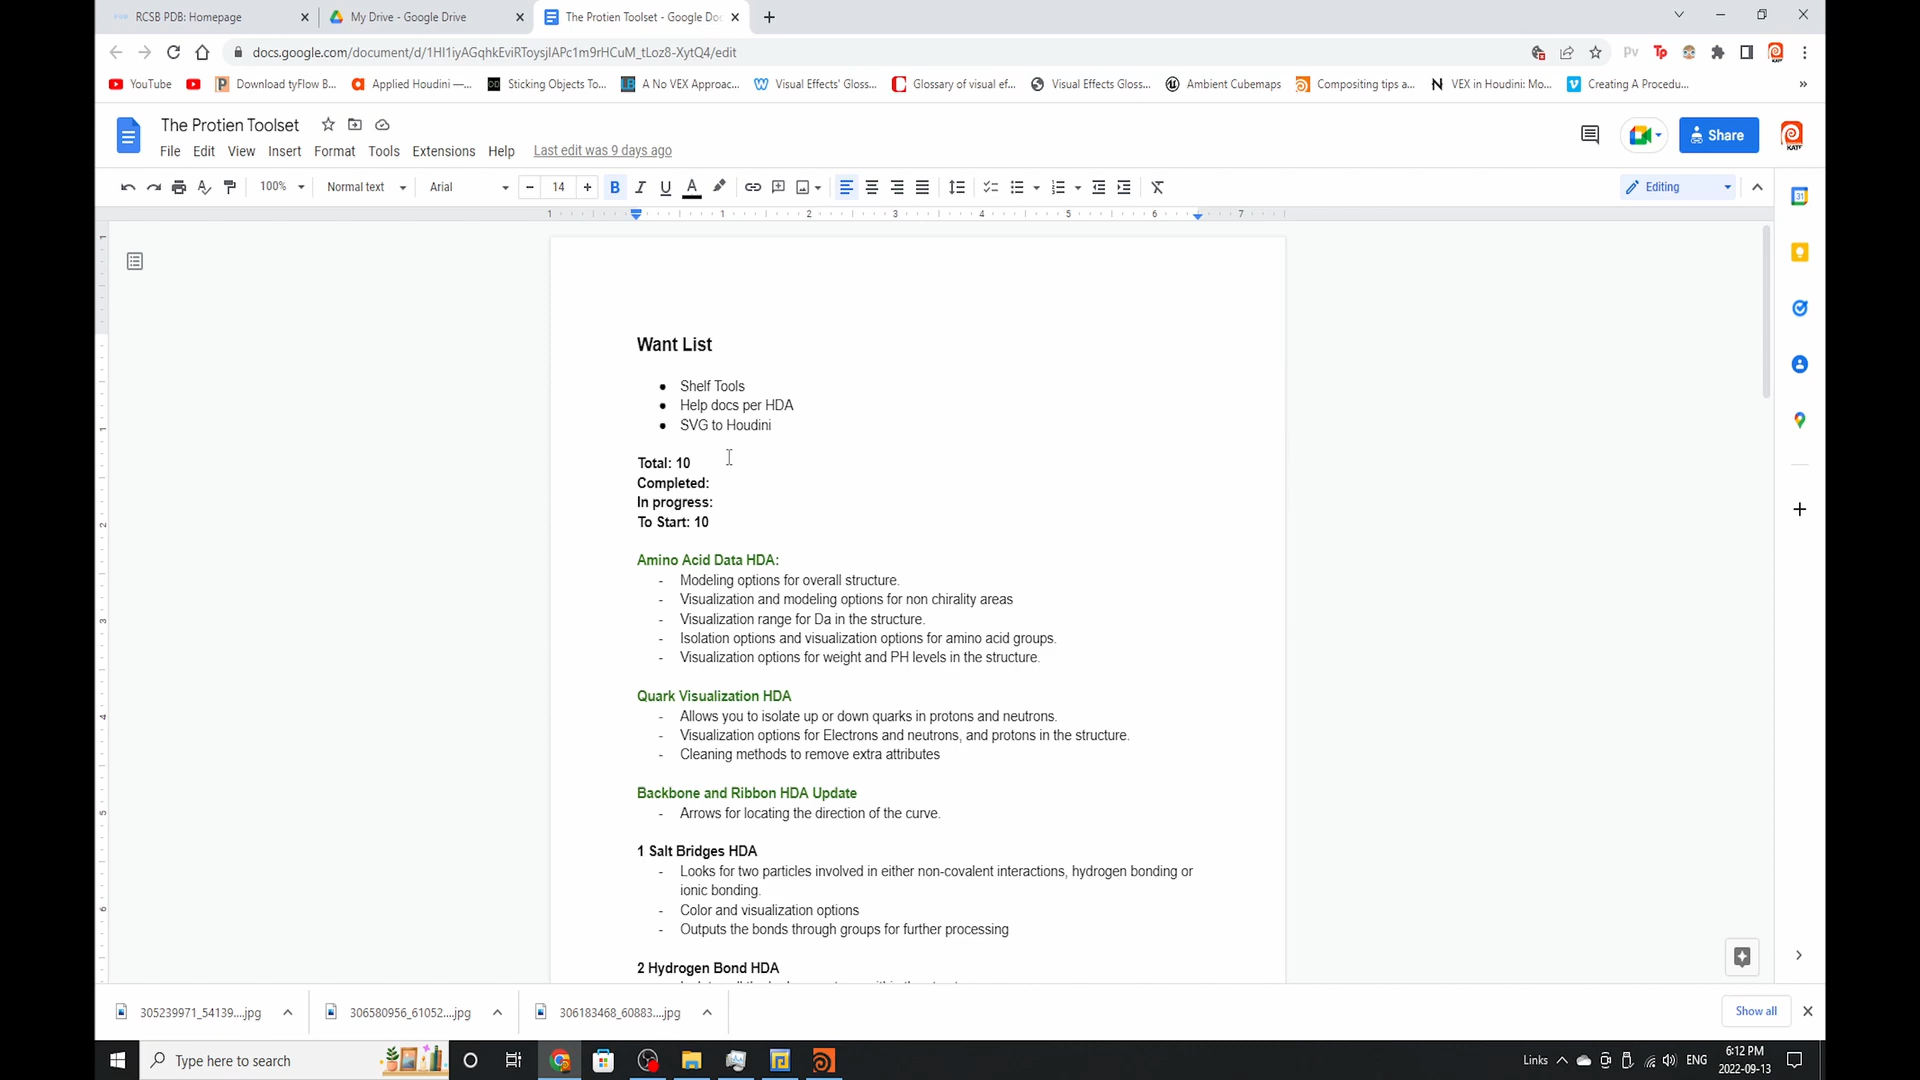 RCSB PDB: Homepage
My Drive - Google Drive
The Protien Toolset - Google Doc
docs.google.com/document/d/1HI1iyAGqhkEviRToysjIAPc1m9rHCuM_tLoz8-XytQ4/edit
YouTube
Download tyFlow B...
Applied Houdini —...
Sticking Objects To...
A No VEX Approac...
Visual Effects' Gloss...
Glossary of visual ef...
Visual Effects Gloss...
Ambient Cubemaps
Compositing tips a...
VEX in Houdini: Mo...
Creating A Procedu...
The Protien Toolset
File Edit View Insert Format Tools Extensions Help Last edit was 9 days ago
Share
100% Normal text Arial 14 B I U A Editing
1 1 2 3 4 5 6 7
Want List
● Shelf Tools
● Help docs per HDA
● SVG to Houdini
Total: 10
Completed:
In progress:
To Start: 10
Amino Acid Data HDA:
- Modeling options for overall structure.
- Visualization and modeling options for non chirality areas
- Visualization range for Da in the structure.
- Isolation options and visualization options for amino acid groups.
- Visualization options for weight and PH levels in the structure.
Quark Visualization HDA
- Allows you to isolate up or down quarks in protons and neutrons.
- Visualization options for Electrons and neutrons, and protons in the structure.
- Cleaning methods to remove extra attributes
Backbone and Ribbon HDA Update
- Arrows for locating the direction of the curve.
1 Salt Bridges HDA
- Looks for two particles involved in either non-covalent interactions, hydrogen bonding or
ionic bonding.
- Color and visualization options
- Outputs the bonds through groups for further processing
2 Hydrogen Bond HDA
305239971_54139....jpg
306580956_61052....jpg
306183468_60883....jpg
Show all
Type here to search
Links
ENG
6:12 PM
2022-09-13